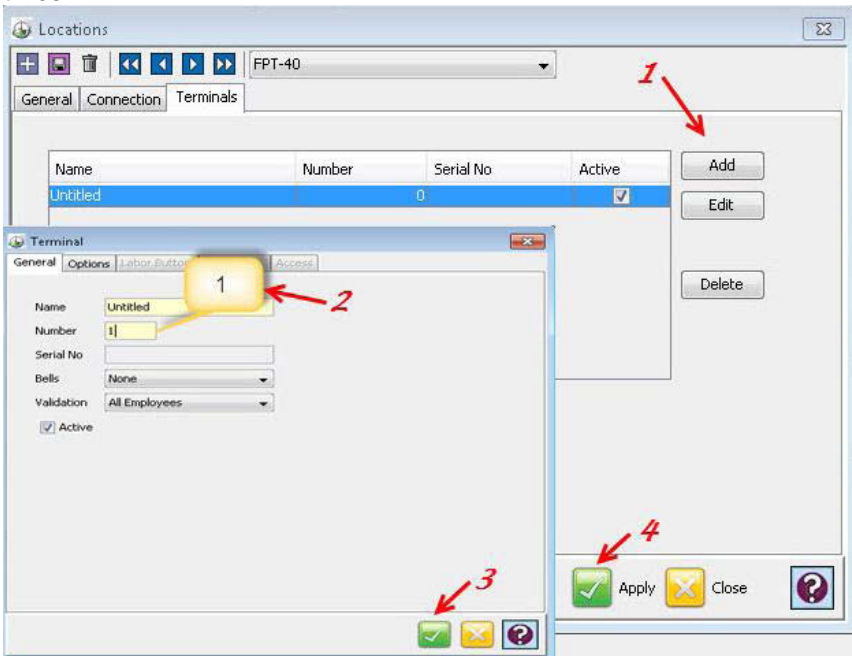 Locations
FPT-40
General Connection Terminals
1
Name Number Serial No Active
Untitled 0
Add
Edit
Delete
Terminal
General Options Labor Button Access
1
2
Name Untitled
Number 1
Serial No
Bells None
Validation All Employees
Active
3
4
Apply Close